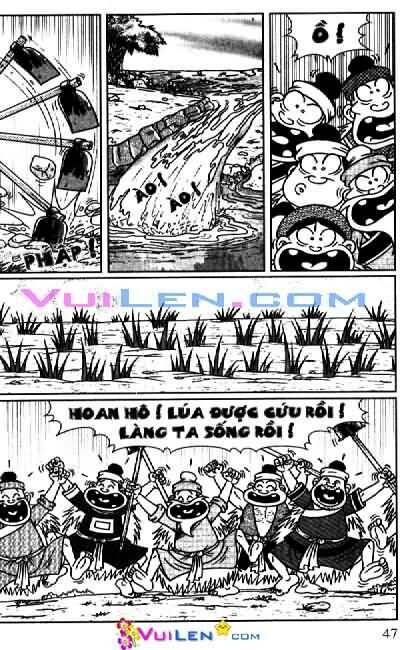 PHẬP !
ÀO !
ÀO !
Ồ !
VuiLen.com
HOAN HÔ ! LÚA ĐƯỢC CỨU RỒI !
LÀNG TA SỐNG RỒI !
47
VuiLen.com